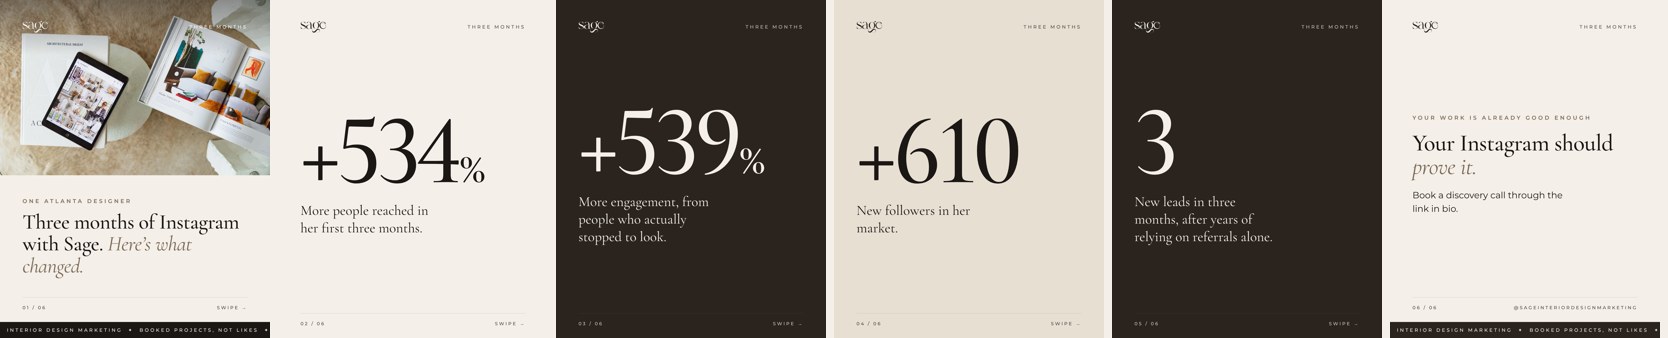 sage
THREE MONTHS
ONE ATLANTA DESIGNER
Three months of Instagram
with Sage. Here's what
changed.
01 / 06
SWIPE →
INTERIOR DESIGN MARKETING • BOOKED PROJECTS, NOT LIKES •
sage
THREE MONTHS
+534%
More people reached in
her first three months.
02 / 06
SWIPE →
sage
THREE MONTHS
+539%
More engagement, from
people who actually
stopped to look.
03 / 06
SWIPE →
sage
THREE MONTHS
+610
New followers in her
market.
04 / 06
SWIPE →
sage
THREE MONTHS
3
New leads in three
months, after years of
relying on referrals alone.
05 / 06
SWIPE →
sage
THREE MONTHS
YOUR WORK IS ALREADY GOOD ENOUGH
Your Instagram should
prove it.
Book a discovery call through the
link in bio.
06 / 06
@SAGEINTERIORDESIGNMARKETING
INTERIOR DESIGN MARKETING • BOOKED PROJECTS, NOT LIKES •